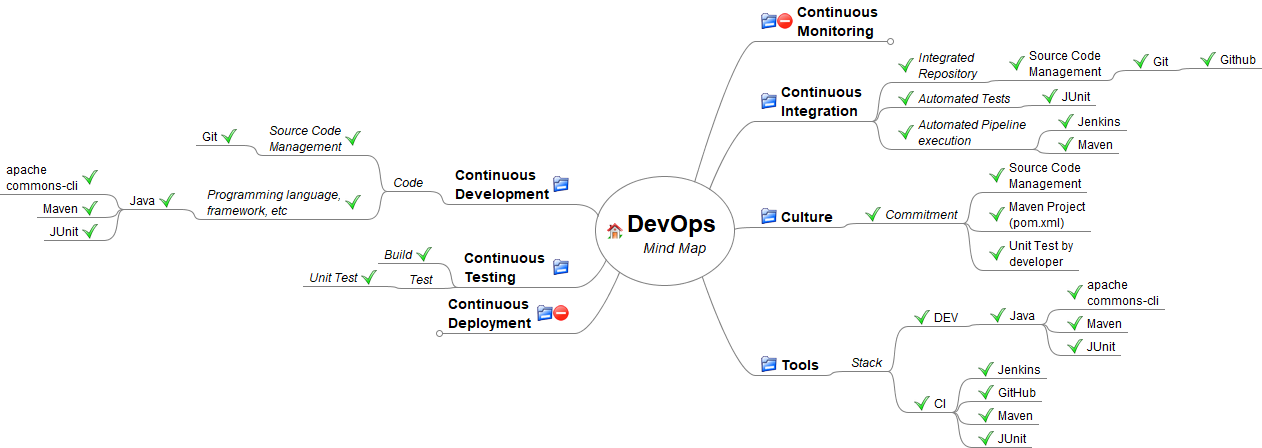 DevOps
Mind Map
Continuous
Monitoring
Continuous
Integration
Integrated
Repository
Source Code
Management
Git
Github
Automated Tests
JUnit
Automated Pipeline
execution
Jenkins
Maven
Culture
Commitment
Source Code
Management
Maven Project
(pom.xml)
Unit Test by
developer
Tools
Stack
DEV
Java
apache
commons-cli
Maven
JUnit
CI
Jenkins
GitHub
Maven
JUnit
Continuous
Development
Code
Source Code
Management
Git
Programming language,
framework, etc
Java
apache
commons-cli
Maven
JUnit
Continuous
Testing
Build
Test
Unit Test
Continuous
Deployment